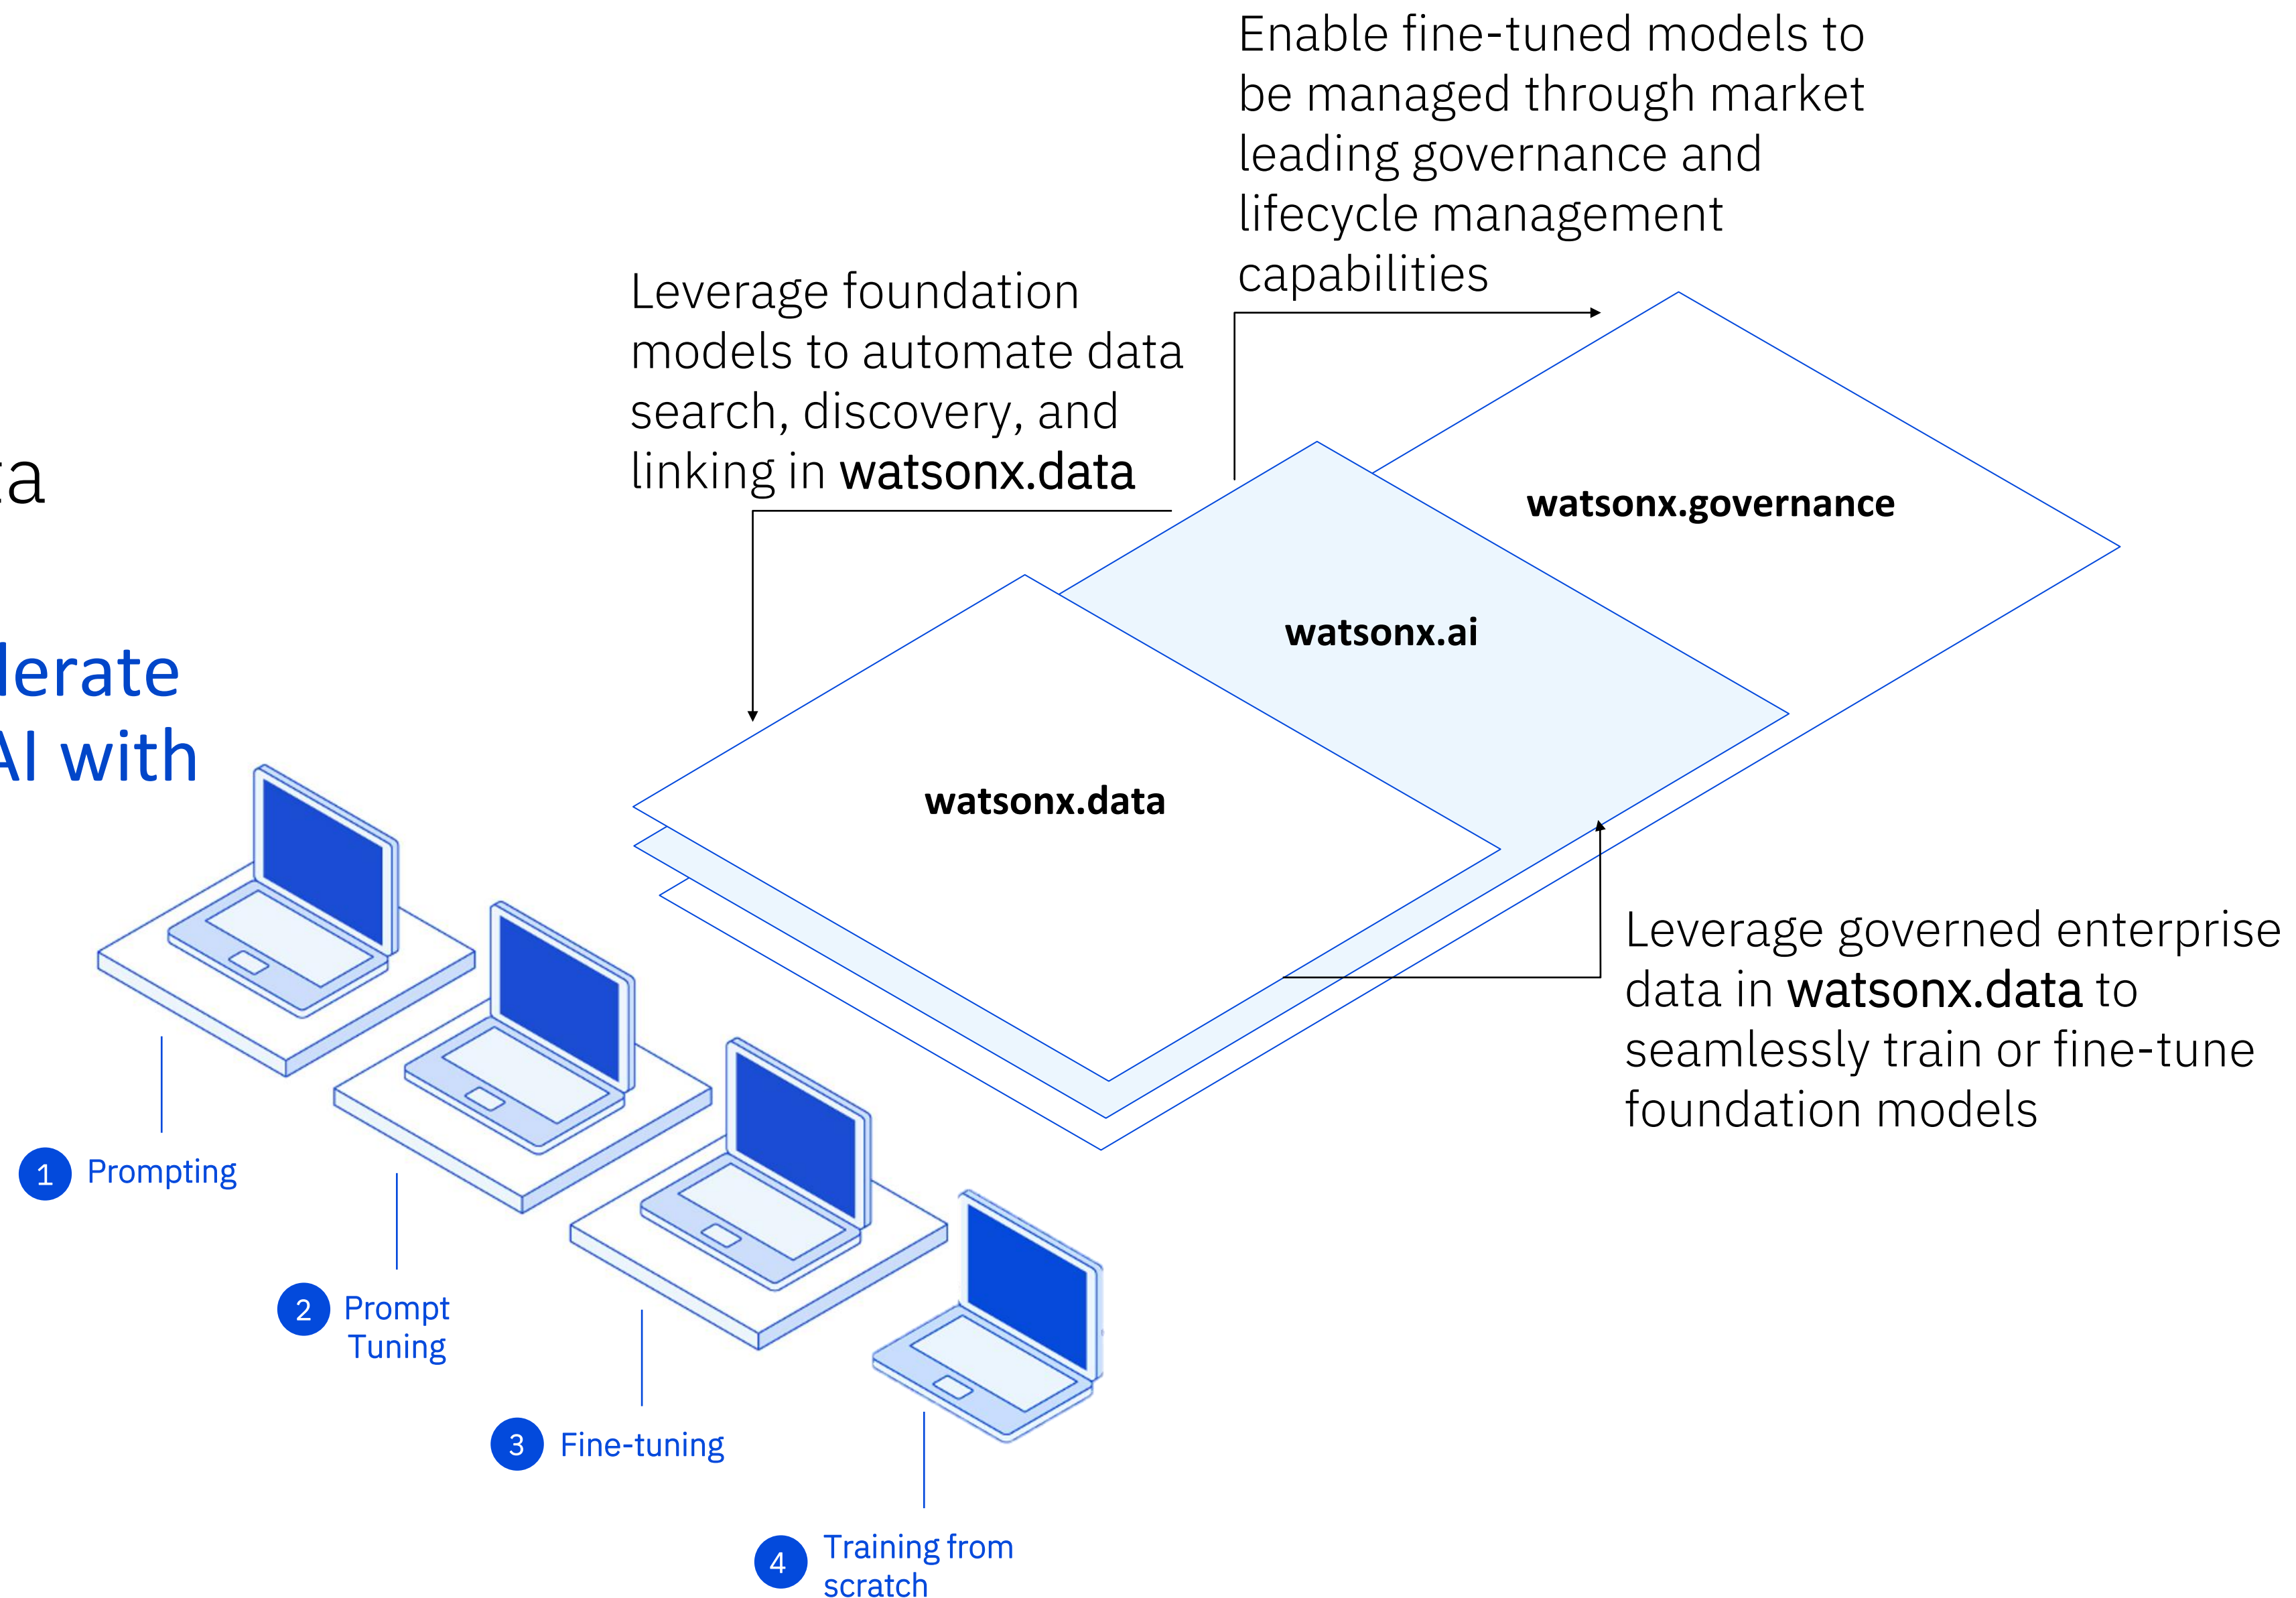 Enable fine-tuned models to
be managed through market
leading governance and
lifecycle management
capabilities
Leverage foundation
models to automate data
search, discovery, and
linking in watsonx.data
AI with
watsonx.governance
watsonx.ai
watsonx.data
Leverage governed enterprise
data in watsonx.data to
seamlessly train or fine-tune
foundation models
1 Prompting
2 Prompt
Tuning
3 Fine-tuning
4 Training from
scratch